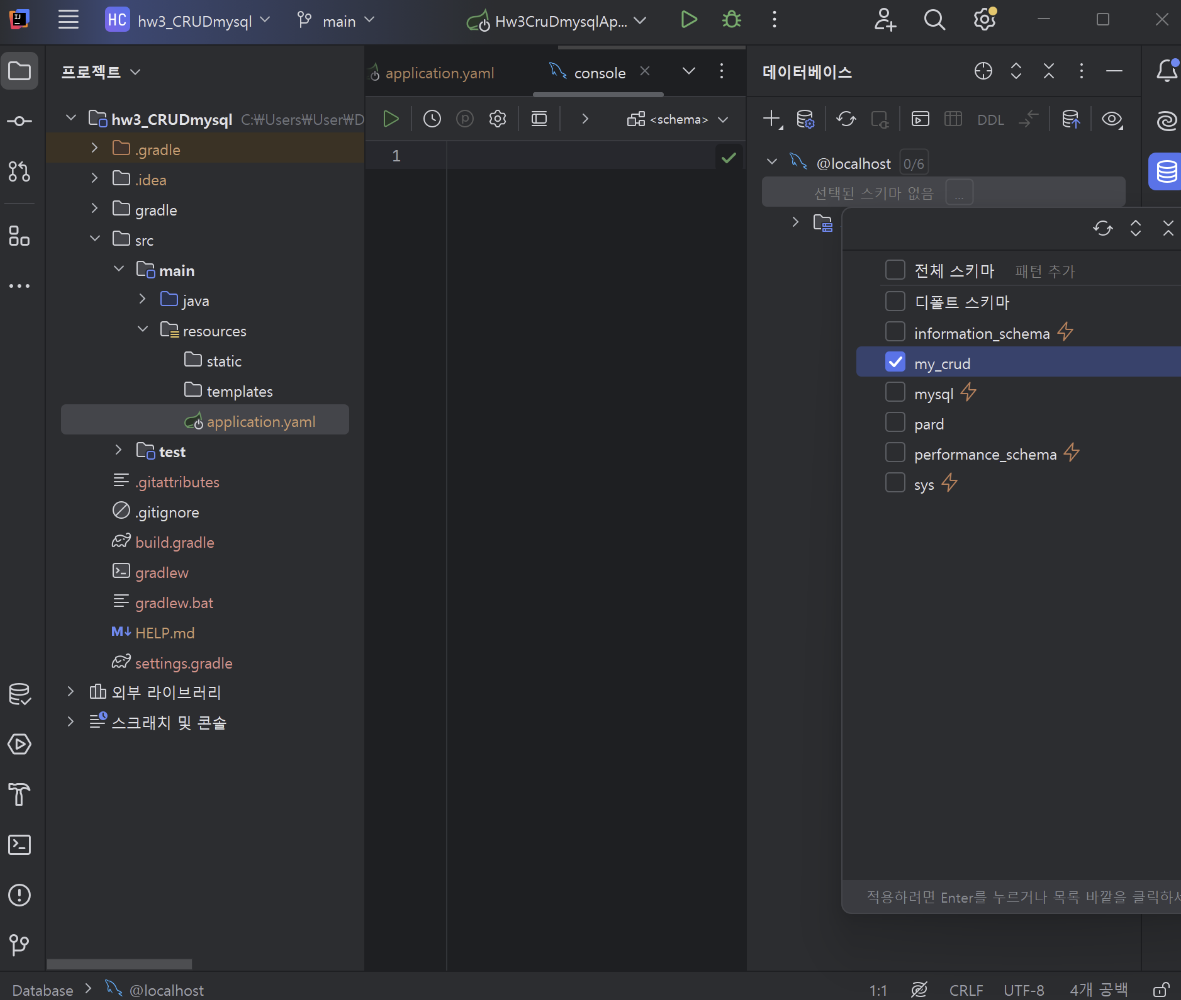 HC hw3_CRUDmysql main Hw3CruDmysqlAp...
프로젝트
hw3_CRUDmysql C:₩Users₩User₩D
.gradle
.idea
gradle
src
main
java
resources
static
templates
application.yaml
test
.gitattributes
.gitignore
build.gradle
gradlew
gradlew.bat
M↓ HELP.md
settings.gradle
외부 라이브러리
스크래치 및 콘솔
application.yaml console
<schema>
1
데이터베이스
DDL
@localhost 0/6
선택된 스키마 없음 ...
전체 스키마 패턴 추가
디폴트 스키마
information_schema
my_crud
mysql
pard
performance_schema
sys
적용하려면 Enter를 누르거나 목록 바깥을 클릭하
Database @localhost
1:1 CRLF UTF-8 4개 공백